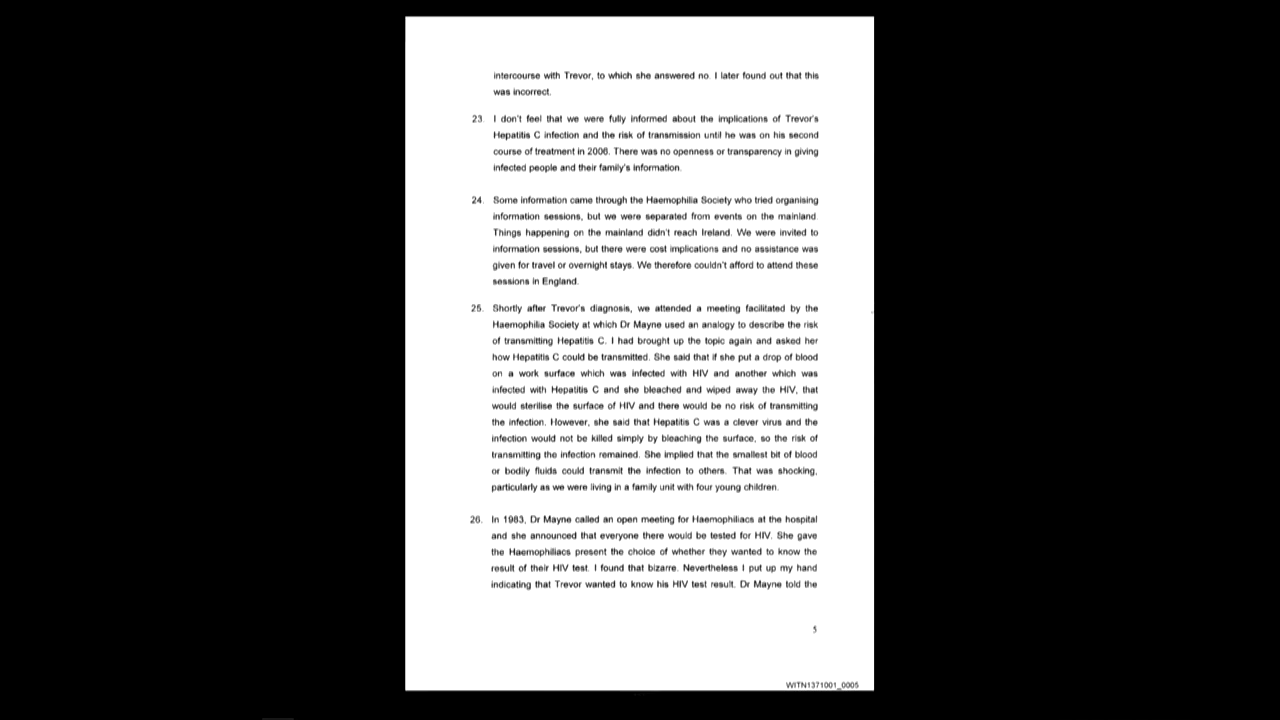 intercourse with Trevor, to which she answered no. I later found out that this
was incorrect.
23. I don't feel that we were fully informed about the implications of Trevor's
Hepatitis C infection and the risk of transmission until he was on his second
course of treatment in 2006. There was no openness or transparency in giving
infected people and their family's information.
24. Some information came through the Haemophilia Society who tried organising
information sessions, but we were separated from events on the mainland.
Things happening on the mainland didn't reach Ireland. We were invited to
information sessions, but there were cost implications and no assistance was
given for travel or overnight stays. We therefore couldn't afford to attend these
sessions in England.
25. Shortly after Trevor's diagnosis, we attended a meeting facilitated by the
Haemophilia Society at which Dr Mayne used an analogy to describe the risk
of transmitting Hepatitis C. I had brought up the topic again and asked her
how Hepatitis C could be transmitted. She said that if she put a drop of blood
on a work surface which was infected with HIV and another which was
infected with Hepatitis C and she bleached and wiped away the HIV, that
would sterilise the surface of HIV and there would be no risk of transmitting
the infection. However, she said that Hepatitis C was a clever virus and the
infection would not be killed simply by bleaching the surface, so the risk of
transmitting the infection remained. She implied that the smallest bit of blood
or bodily fluids could transmit the infection to others. That was shocking,
particularly as we were living in a family unit with four young children.
26. In 1983, Dr Mayne called an open meeting for Haemophiliacs at the hospital
and she announced that everyone there would be tested for HIV. She gave
the Haemophiliacs present the choice of whether they wanted to know the
result of their HIV test. I found that bizarre. Nevertheless I put up my hand
indicating that Trevor wanted to know his HIV test result. Dr Mayne told the
5
WITN1371001_0005